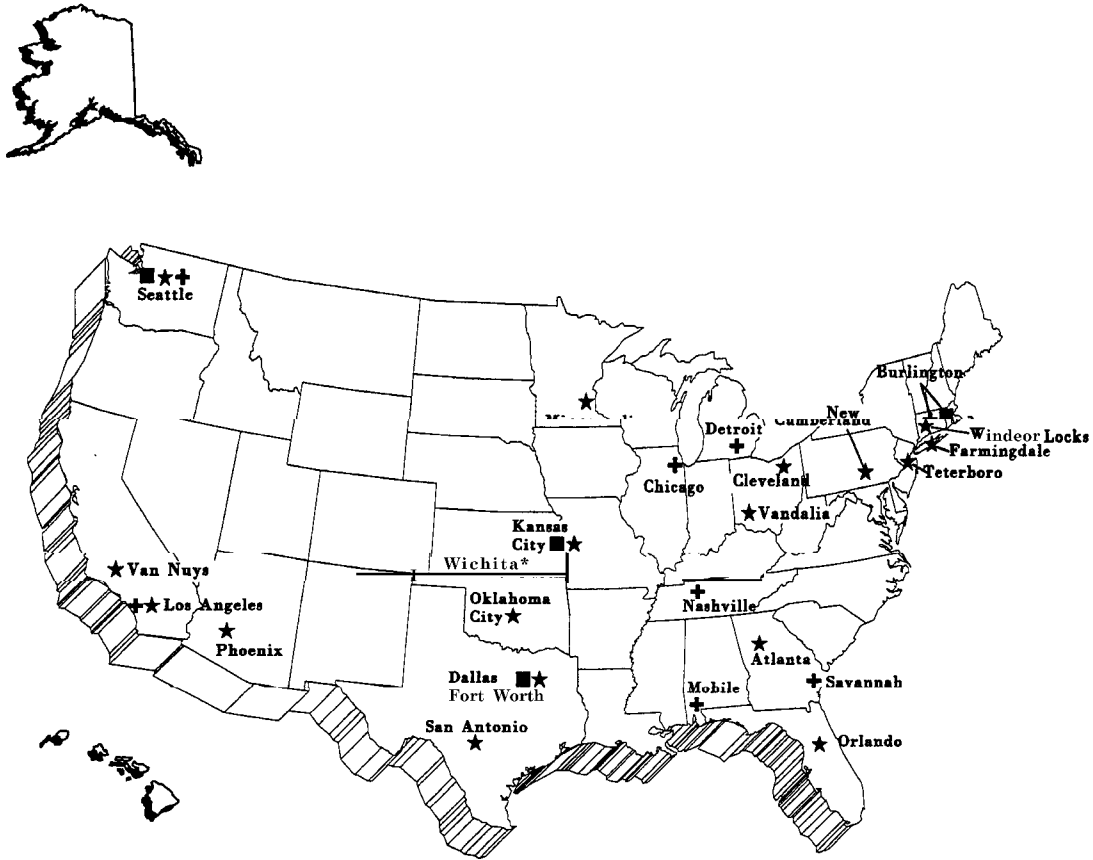 Seattle
Burlington
New
Cumberland
Detroit
Windeor Locks
Farmingdale
Teterboro
Chicago
Cleveland
Vandalia
Kansas
City
Wichita*
Van Nuys
Los Angeles
Oklahoma
City
Nashville
Phoenix
Atlanta
Dallas
Fort Worth
Mobile
Savannah
San Antonio
Orlando